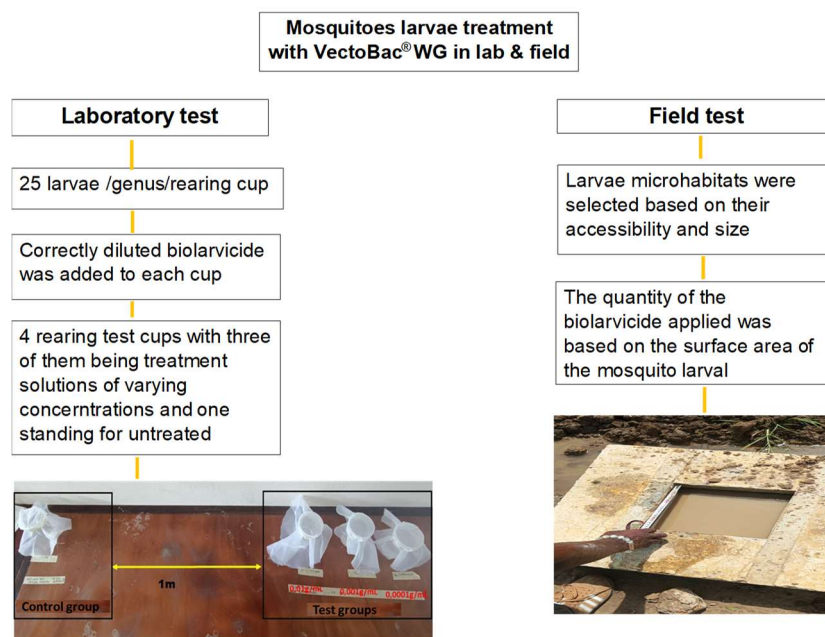 Mosquitoes larvae treatment
with VectoBac® WG in lab & field
Laboratory test
25 larvae /genus/rearing cup
Correctly diluted biolarvicide
was added to each cup
4 rearing test cups with three
of them being treatment
solutions of varying
concerntrations and one
standing for untreated
1m
Control group
0,01g/mL
0,001g/mL
0,0001g/mL
Test groups
Field test
Larvae microhabitats were
selected based on their
accessibility and size
The quantity of the
biolarvicide applied was
based on the surface area of
the mosquito larval